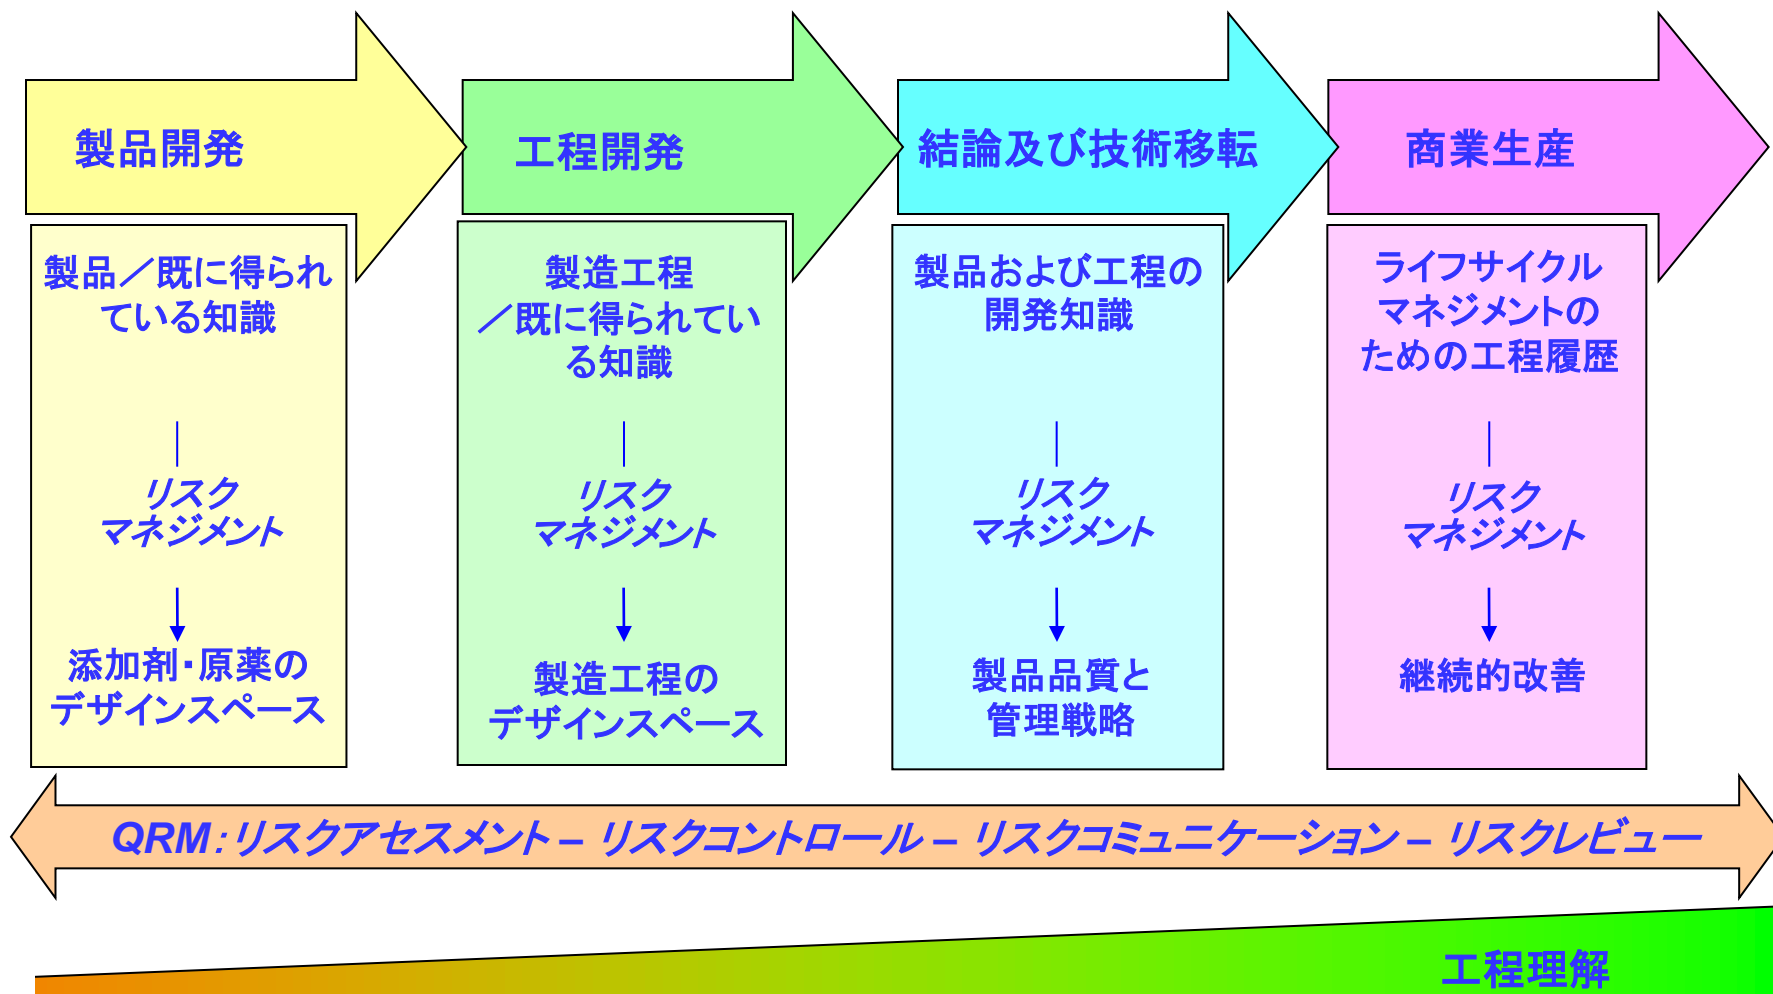 製品開発
工程開発
結論及び技術移転
商業生産
製品／既に得られ
ている知識
リスク
マネジメント
添加剤・原薬の
デザインスペース
製造工程
／既に得られてい
る知識
リスク
マネジメント
製造工程の
デザインスペース
製品および工程の
開発知識
リスク
マネジメント
製品品質と
管理戦略
ライフサイクル
マネジメントの
ための工程履歴
リスク
マネジメント
継続的改善
QRM：リスクアセスメント – リスクコントロール – リスクコミュニケーション – リスクレビュー
工程理解